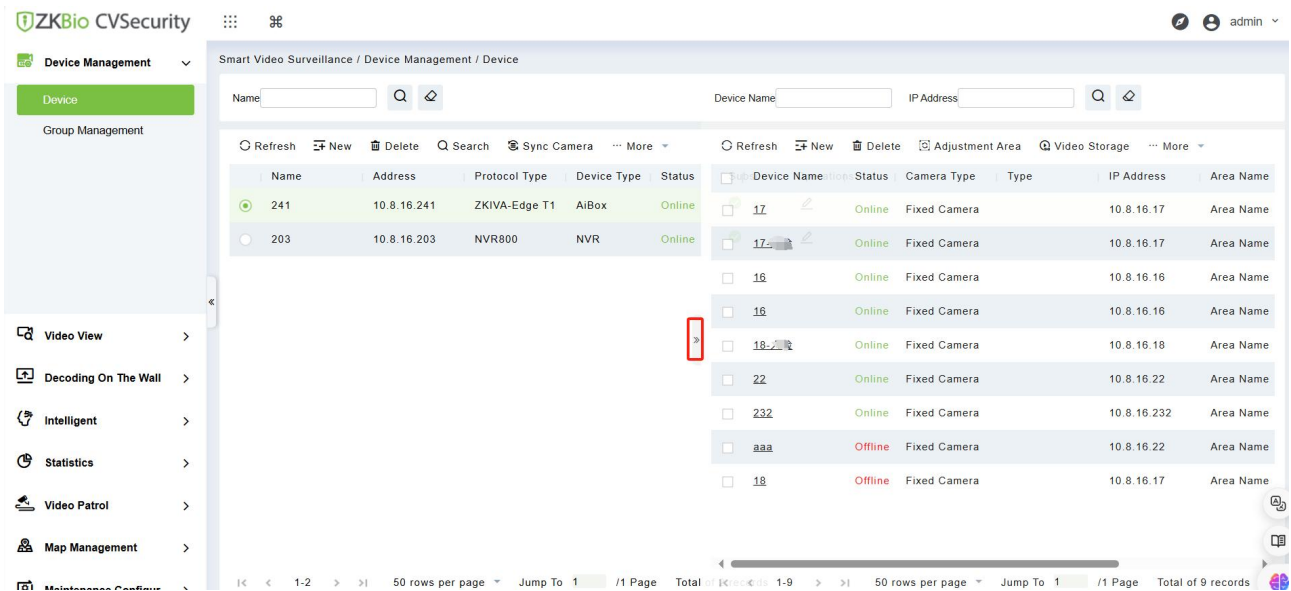 ZKBio CVSecurity
admin
Device Management
Device
Group Management
Video View
Decoding On The Wall
Intelligent
Statistics
Video Patrol
Map Management
Maintenance Configur
Smart Video Surveillance / Device Management / Device
Name
Refresh New Delete Search Sync Camera ··· More
Name Address Protocol Type Device Type Status
241 10.8.16.241 ZKIVA-Edge T1 AiBox Online
203 10.8.16.203 NVR800 NVR Online
1-2 50 rows per page Jump To 1 /1 Page Total
Device Name IP Address
Refresh New Delete Adjustment Area Video Storage ··· More
Device Name Status Camera Type Type IP Address Area Name
17 Online Fixed Camera 10.8.16.17 Area Name
17- Online Fixed Camera 10.8.16.17 Area Name
16 Online Fixed Camera 10.8.16.16 Area Name
16 Online Fixed Camera 10.8.16.16 Area Name
18- Online Fixed Camera 10.8.16.18 Area Name
22 Online Fixed Camera 10.8.16.22 Area Name
232 Online Fixed Camera 10.8.16.232 Area Name
aaa Offline Fixed Camera 10.8.16.22 Area Name
18 Offline Fixed Camera 10.8.16.17 Area Name
1-9 50 rows per page Jump To 1 /1 Page Total of 9 records